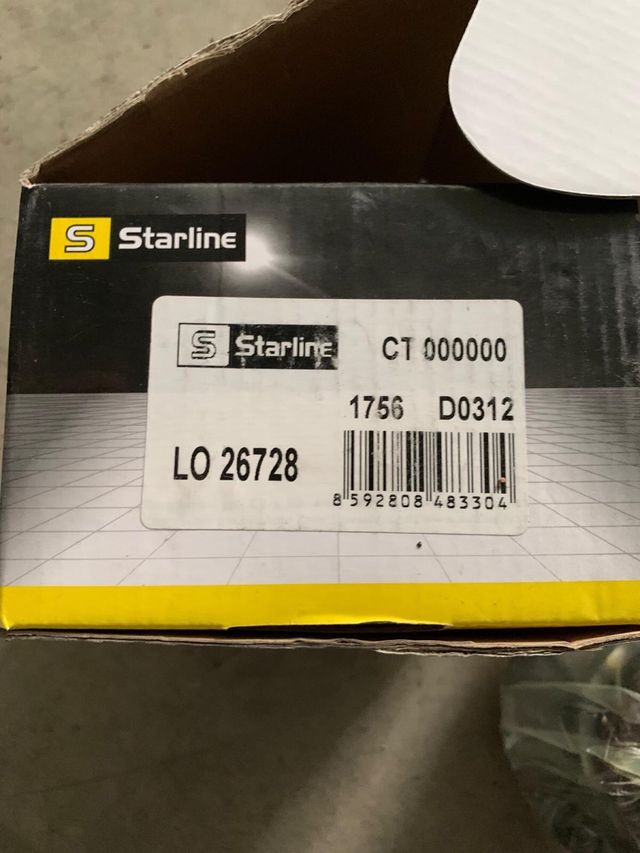 S Starline
S Starline CT 000000
1756 D0312
LO 26728
8 592808 483304